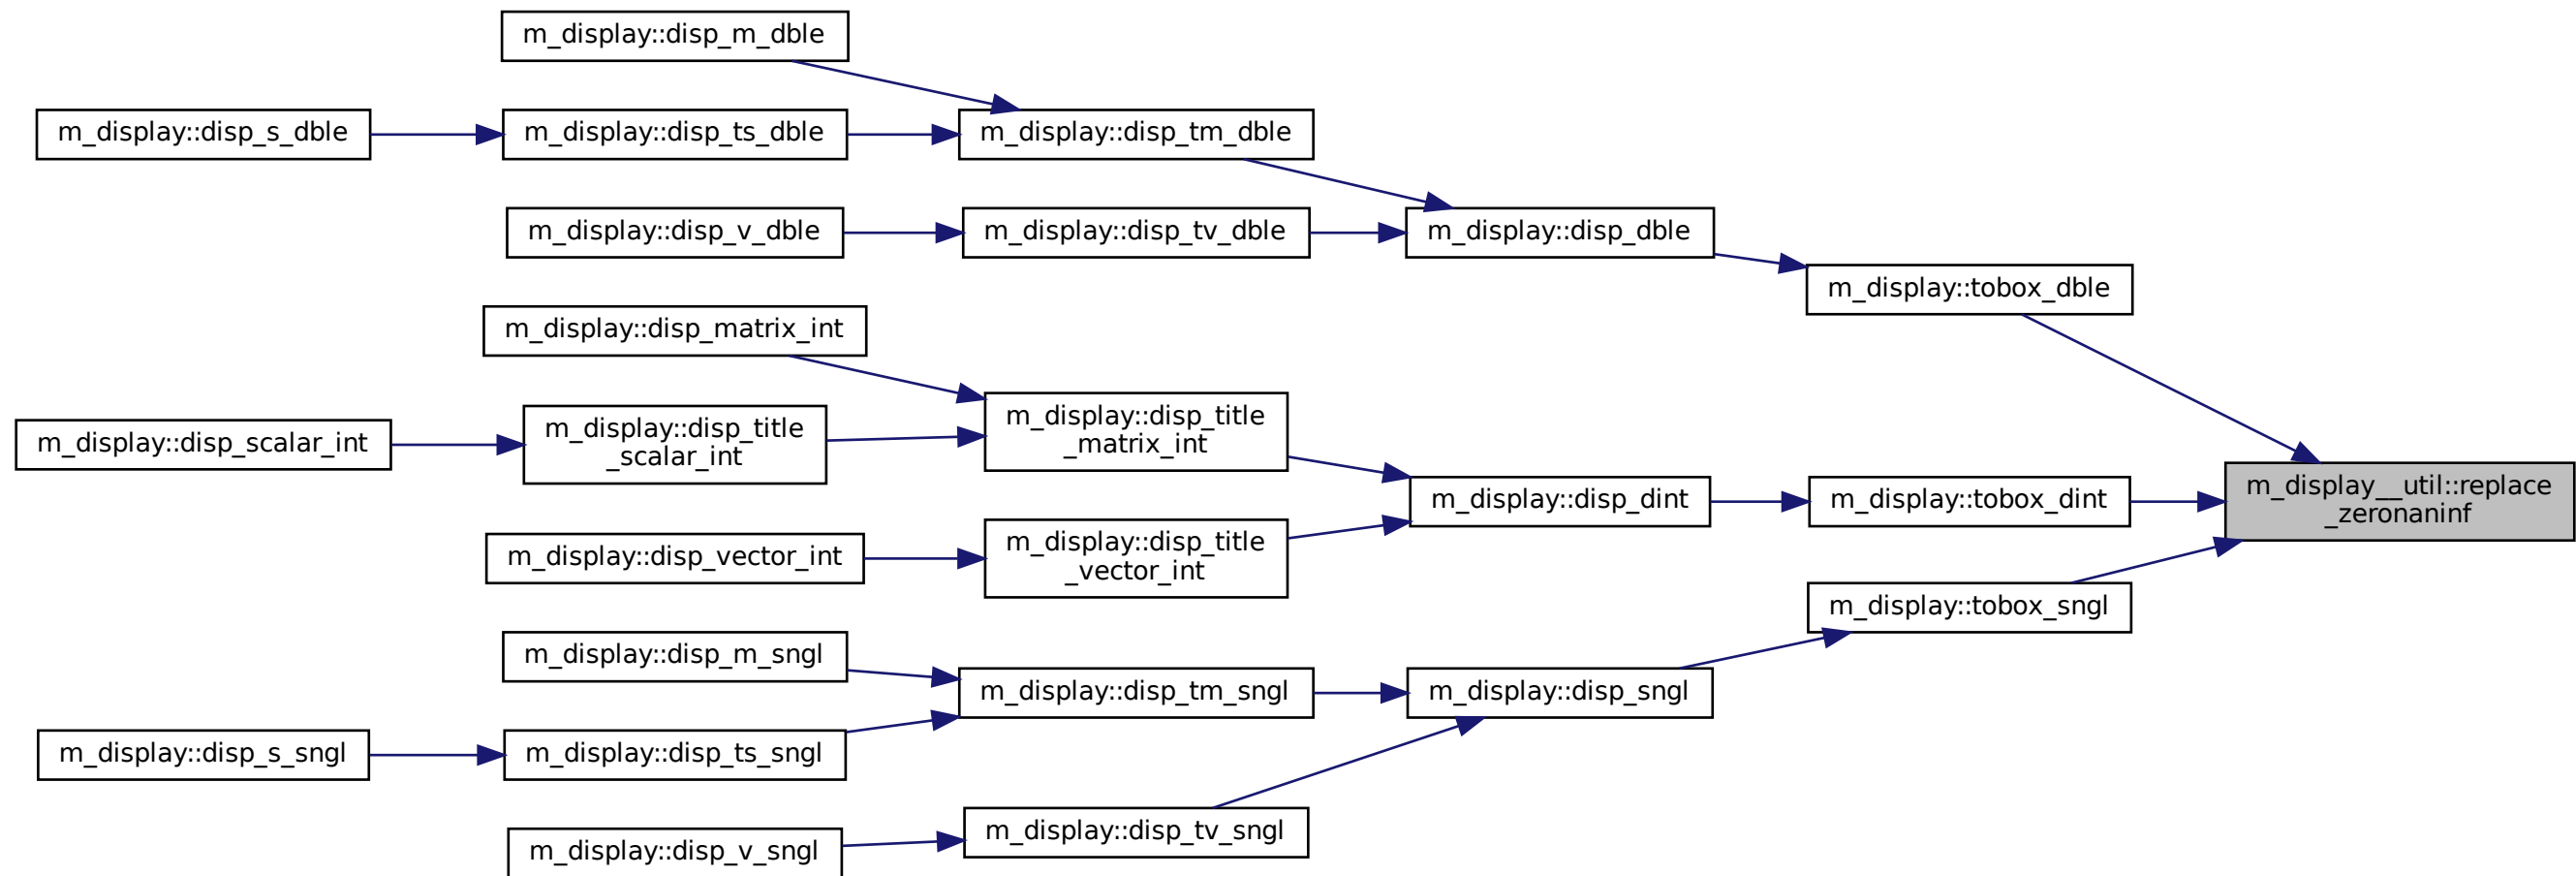 m_display::disp_m_dble
m_display::disp_s_dble
m_display::disp_ts_dble
m_display::disp_tm_dble
m_display::disp_v_dble
m_display::disp_tv_dble
m_display::disp_dble
m_display::tobox_dble
m_display::disp_matrix_int
m_display::disp_scalar_int
m_display::disp_title
_scalar_int
m_display::disp_title
_matrix_int
m_display::disp_vector_int
m_display::disp_title
_vector_int
m_display::disp_dint
m_display::tobox_dint
m_display__util::replace
_zeronaninf
m_display::tobox_sngl
m_display::disp_m_sngl
m_display::disp_s_sngl
m_display::disp_ts_sngl
m_display::disp_tm_sngl
m_display::disp_sngl
m_display::disp_v_sngl
m_display::disp_tv_sngl